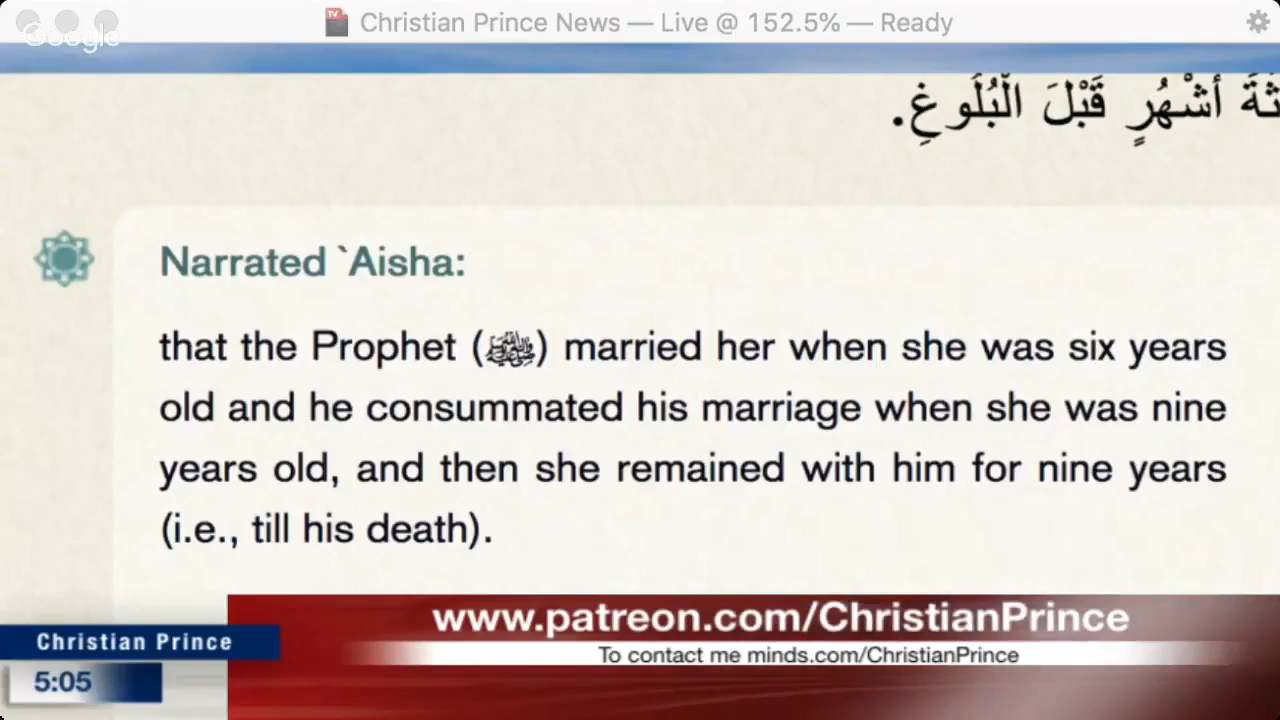 Christian Prince News — Live @ 152.5% — Ready
Google
ثَةَ أَشْهُرٍ قَبْلَ الْبُلُوغِ.
Narrated `Aisha:
that the Prophet (ﷺ) married her when she was six years
old and he consummated his marriage when she was nine
years old, and then she remained with him for nine years
(i.e., till his death).
www.patreon.com/ChristianPrince
To contact me minds.com/ChristianPrince
Christian Prince
5:05